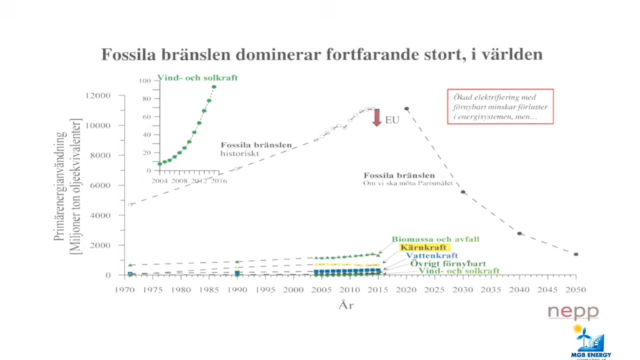 Fossila bränslen dominerar fortfarande stort, i världen
Vind- och solkraft
100
80
60
40
20
0
2004 2008 2012 2016
Primärenergianvändning
[Miljoner ton oljeekvivalenter]
12000
10000
8000
6000
4000
2000
0
Fossila bränslen
historiskt
EU
Ökad elektrifiering med
förnybart minskar förluster
i energisystemen, men…
Fossila bränslen
Om vi ska möta Parismålet
Biomassa och avfall
Kärnkraft
Vattenkraft
Övrigt förnybart
Vind- och solkraft
1970 1975 1980 1985 1990 1995 2000 2005 2010 2015 2020 2025 2030 2035 2040 2045 2050
År
nepp
MGB ENERGY